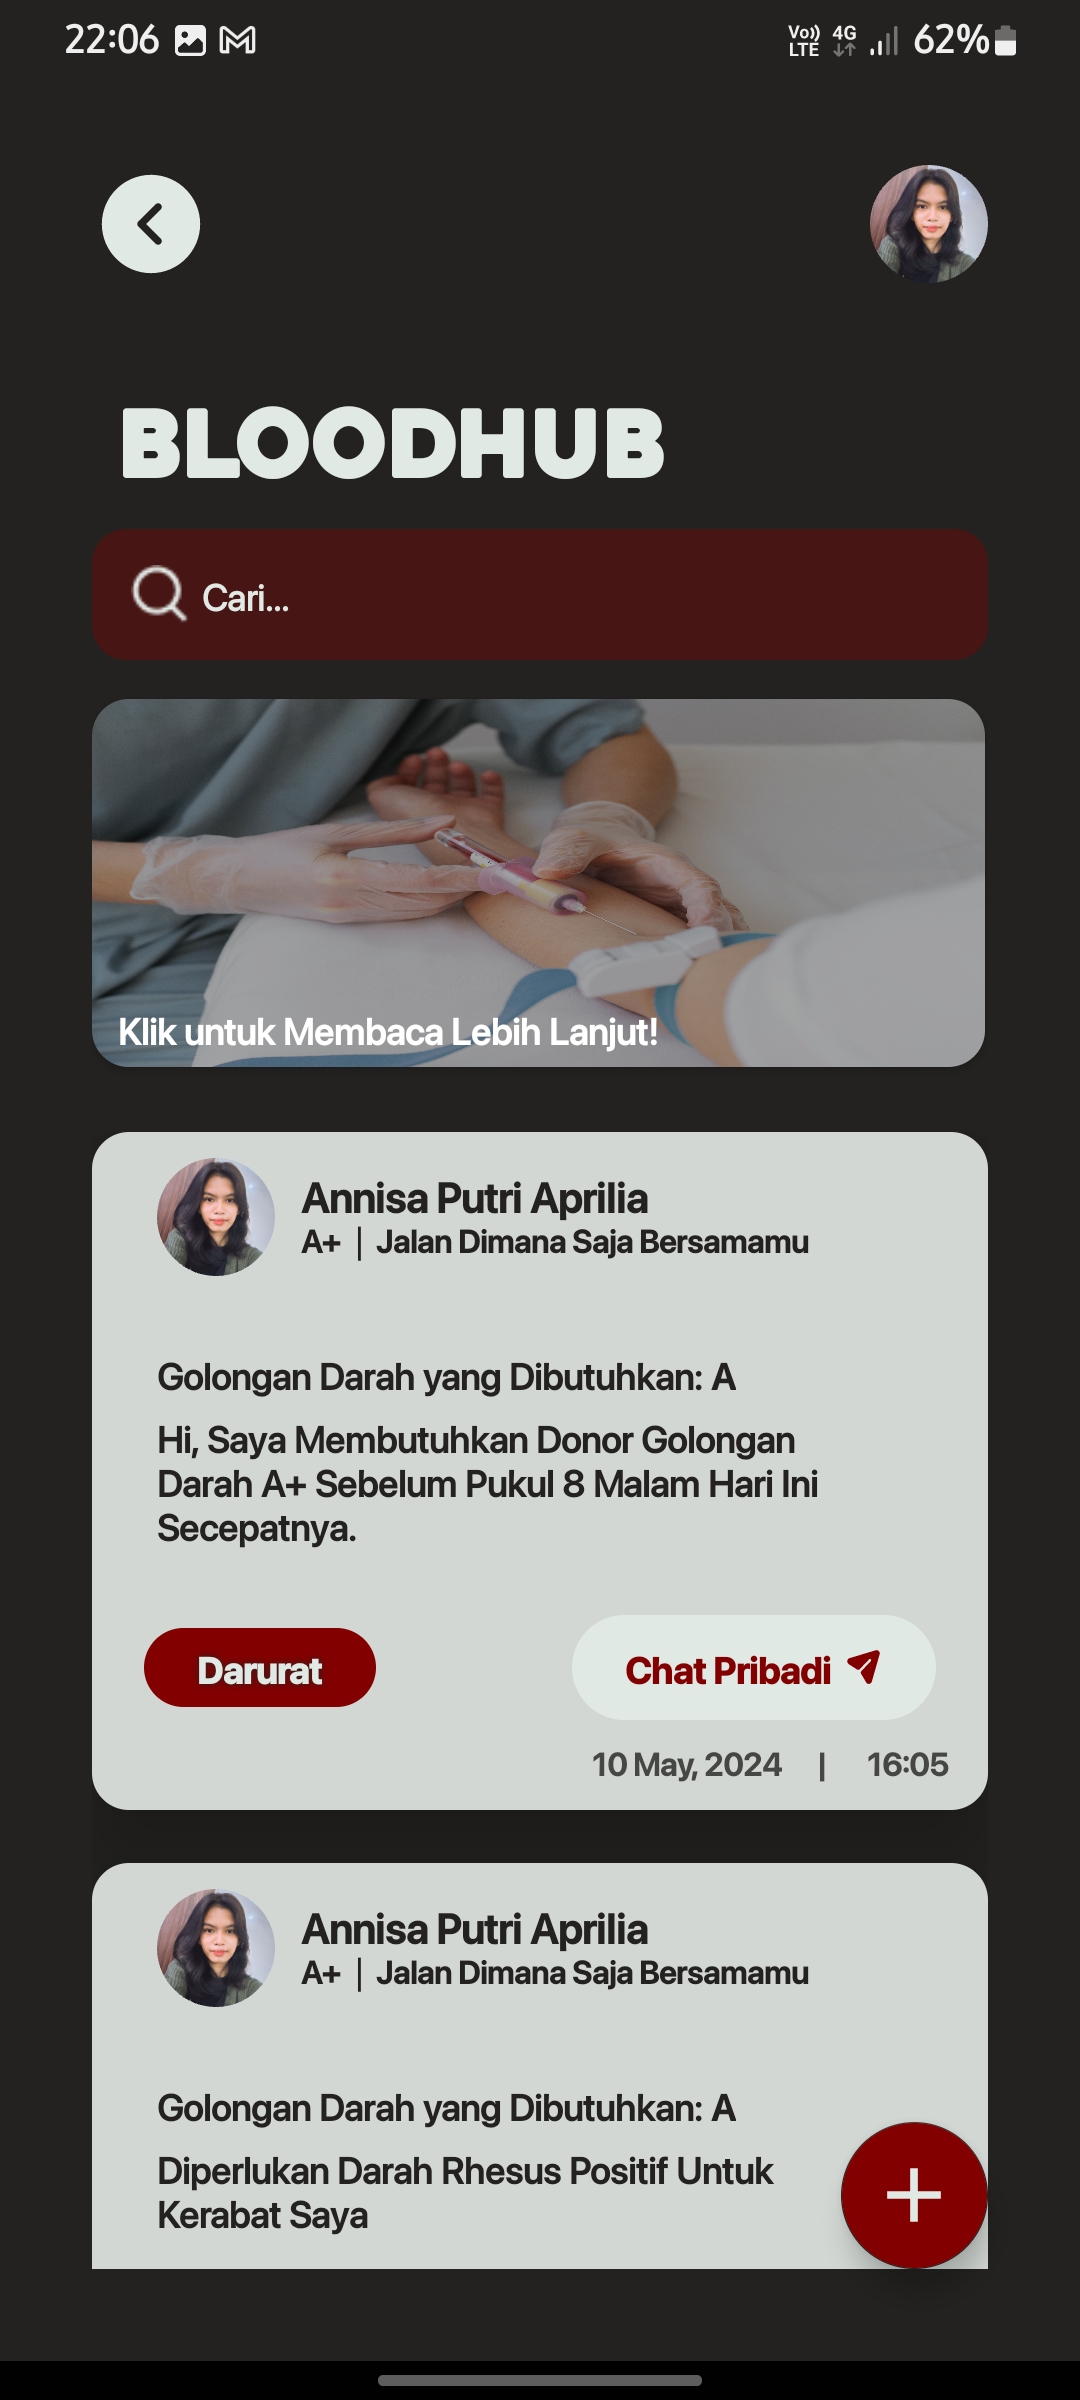 22:06
Vo)) LTE 4G 62%
BLOODHUB
Cari...
Klik untuk Membaca Lebih Lanjut!
Annisa Putri Aprilia
A+ | Jalan Dimana Saja Bersamamu
Golongan Darah yang Dibutuhkan: A
Hi, Saya Membutuhkan Donor Golongan
Darah A+ Sebelum Pukul 8 Malam Hari Ini
Secepatnya.
Darurat
Chat Pribadi
10 May, 2024 | 16:05
Annisa Putri Aprilia
A+ | Jalan Dimana Saja Bersamamu
Golongan Darah yang Dibutuhkan: A
Diperlukan Darah Rhesus Positif Untuk
Kerabat Saya